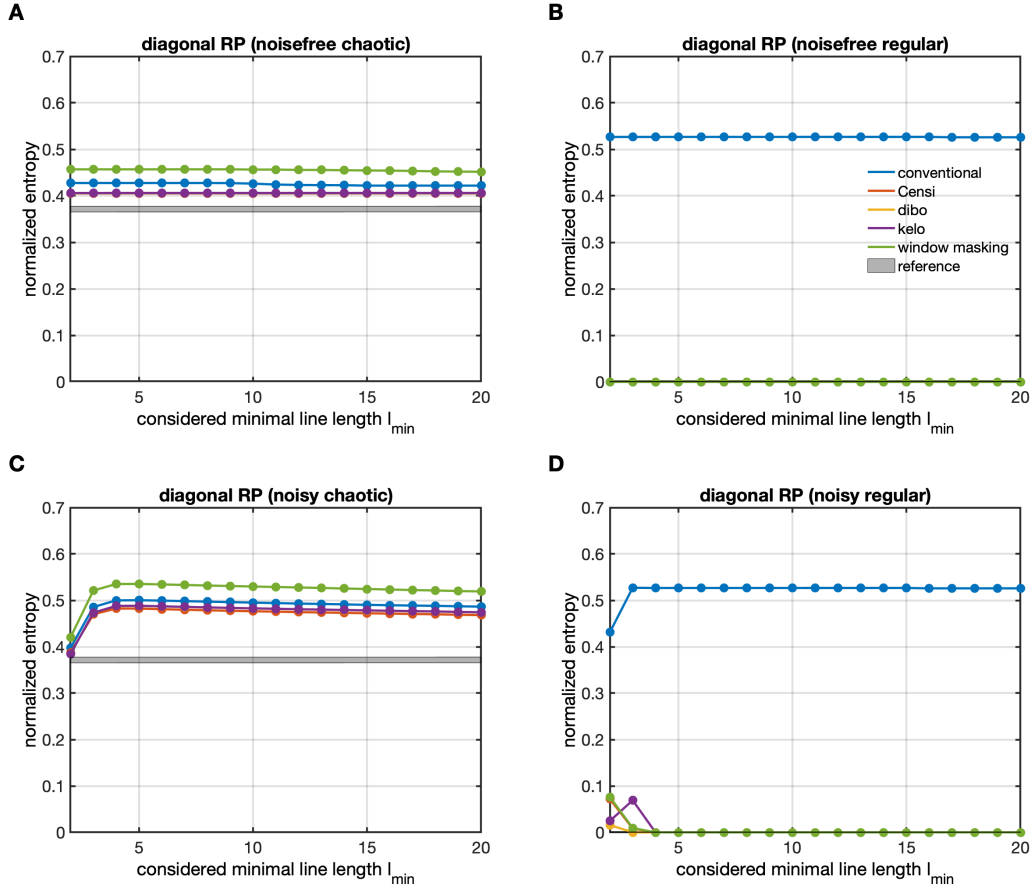 A
diagonal RP (noisefree chaotic)
0.7
0.6
0.5
0.4
0.3
0.2
0.1
0
normalized entropy
5
10
15
20
considered minimal line length lmin
B
diagonal RP (noisefree regular)
0.7
0.6
0.5
0.4
0.3
0.2
0.1
0
normalized entropy
conventional
Censi
dibo
kelo
window masking
reference
5
10
15
20
considered minimal line length lmin
C
diagonal RP (noisy chaotic)
0.7
0.6
0.5
0.4
0.3
0.2
0.1
0
normalized entropy
5
10
15
20
considered minimal line length lmin
D
diagonal RP (noisy regular)
0.7
0.6
0.5
0.4
0.3
0.2
0.1
0
normalized entropy
5
10
15
20
considered minimal line length lmin